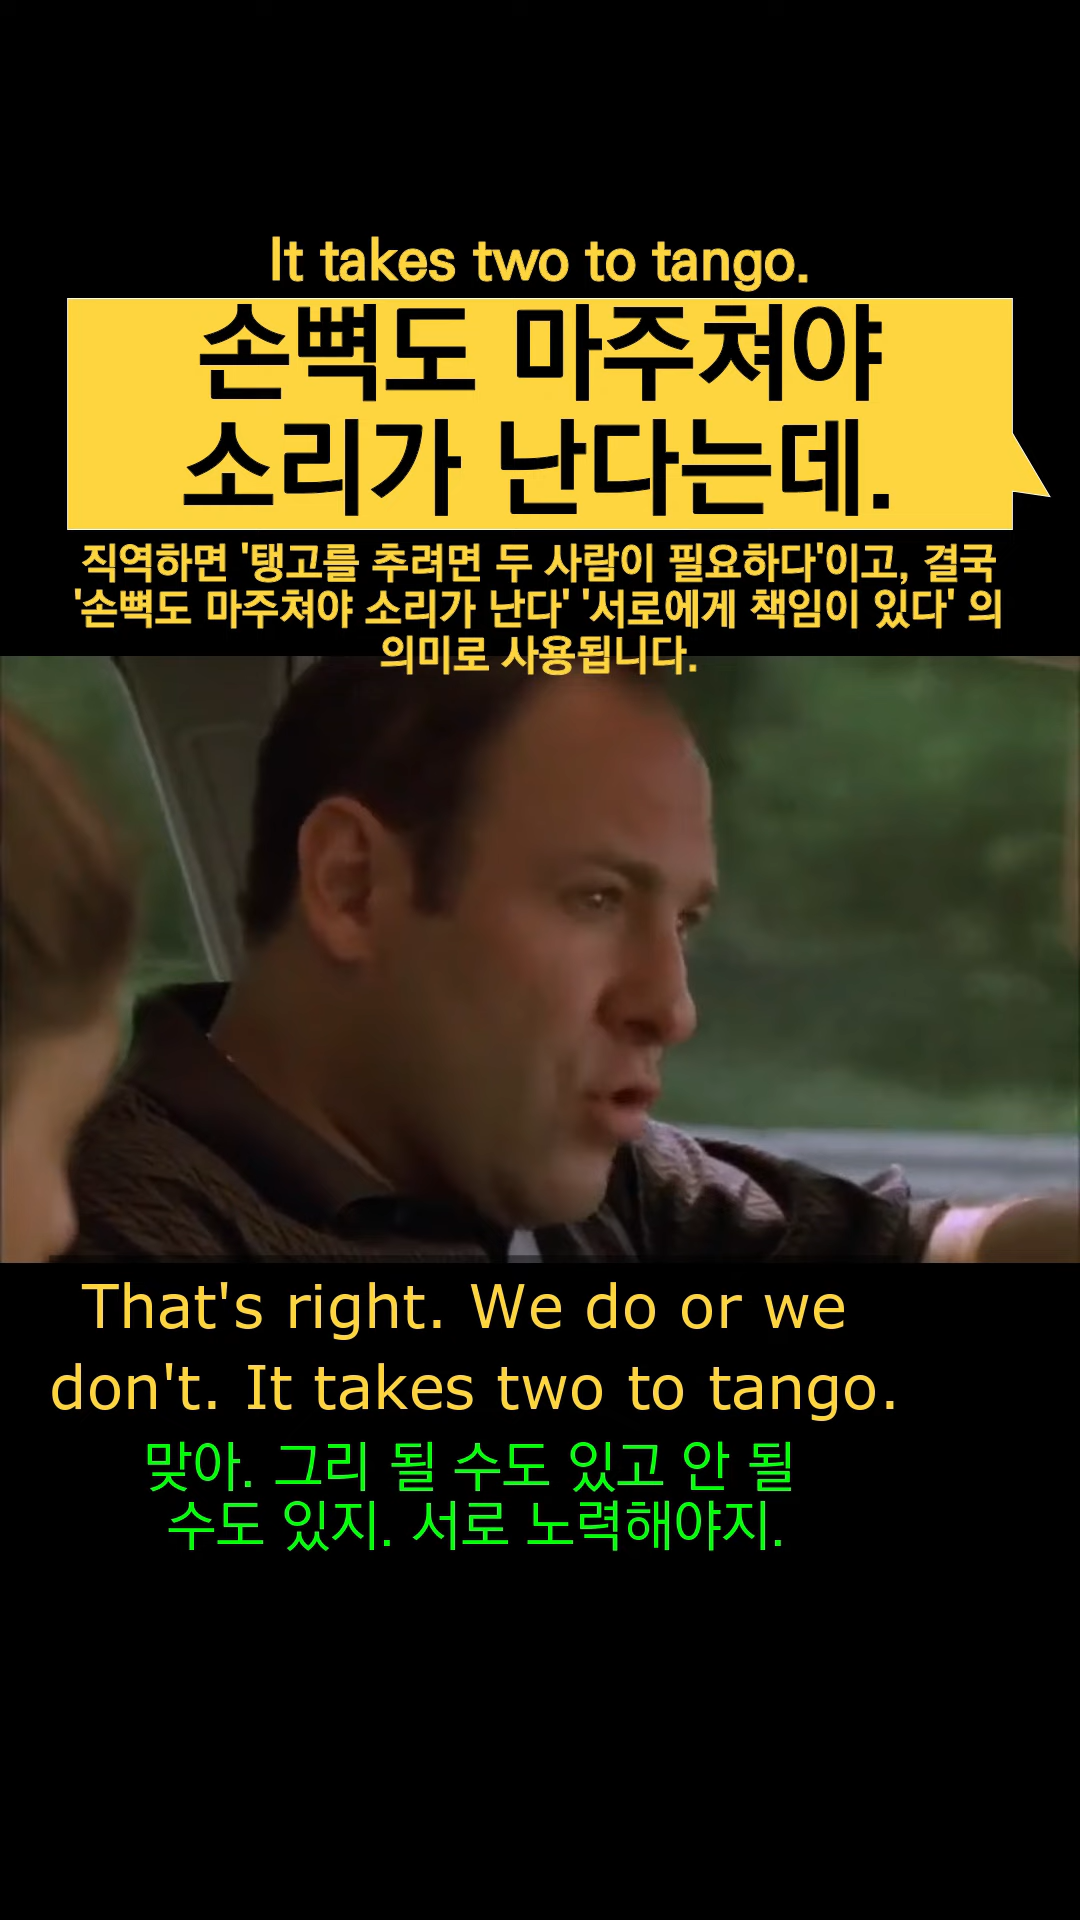 It takes two to tango.
손뼉도 마주쳐야
소리가 난다는데.
직역하면 '탱고를 추려면 두 사람이 필요하다'이고, 결국
'손뼉도 마주쳐야 소리가 난다' '서로에게 책임이 있다' 의
의미로 사용됩니다.
That's right. We do or we
don't. It takes two to tango.
맞아. 그리 될 수도 있고 안 될
수도 있지. 서로 노력해야지.